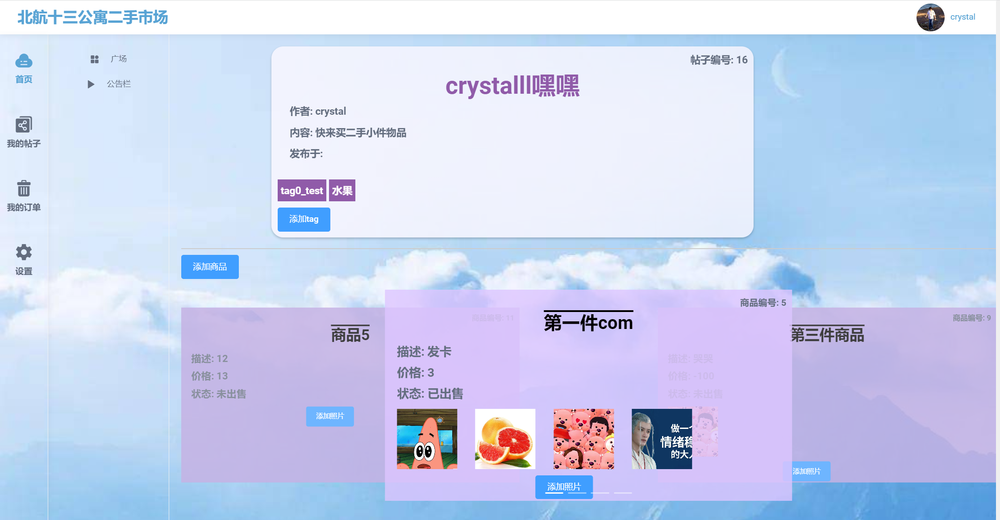 北航十三公寓二手市场
crystal
首页
我的帖子
我的订单
设置
广场
公告栏
帖子编号: 16
crystalll嘿嘿
作者: crystal
内容: 快来买二手小件物品
发布于:
tag0_test 水果
添加tag
添加商品
商品编号: 11
商品5
描述: 12
价格: 13
状态: 未出售
添加照片
商品编号: 5
第一件com
描述: 发卡
价格: 3
状态: 已出售
做一个
情绪稳
的大人
添加照片
商品编号: 9
第三件商品
描述: 哭哭
价格: -100
状态: 未出售
添加照片